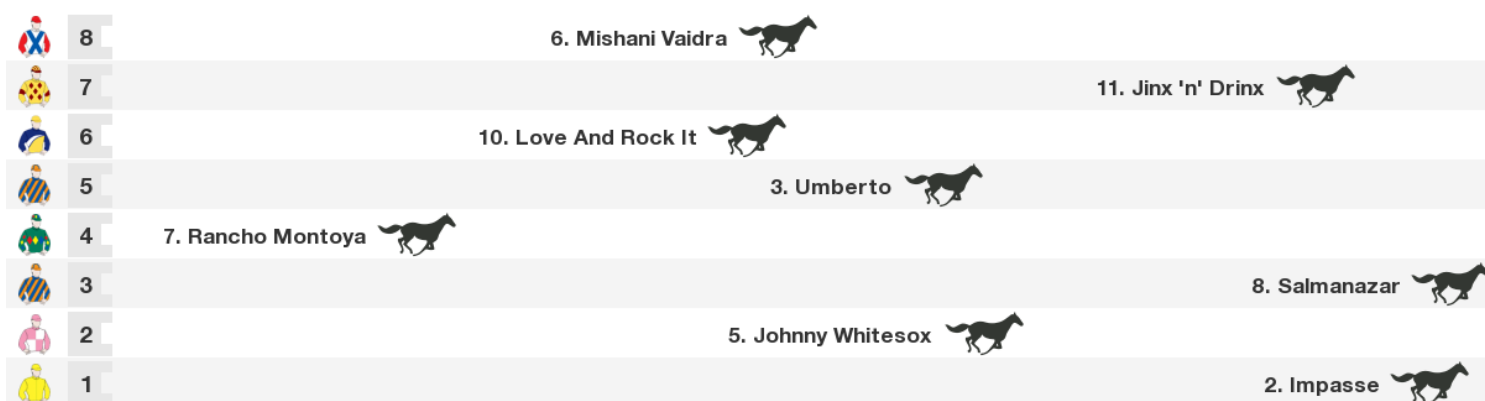 8 6. Mishani Vaidra
7 11. Jinx 'n' Drinx
6 10. Love And Rock It
5 3. Umberto
4 7. Rancho Montoya
3 8. Salmanazar
2 5. Johnny Whitesox
1 2. Impasse